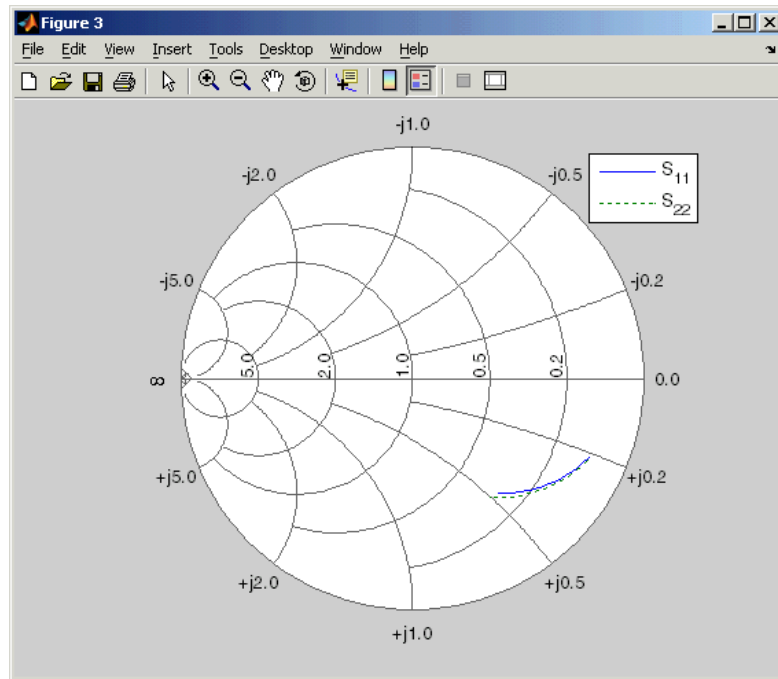 Figure 3
File Edit View Insert Tools Desktop Window Help
-j1.0
-j2.0
-j0.5
S11
S22
-j5.0
-j0.2
∞
5.0
2.0
1.0
0.5
0.2
0.0
+j5.0
+j0.2
+j2.0
+j0.5
+j1.0